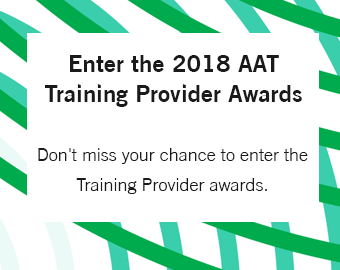 Enter the 2018 AAT
Training Provider Awards
Don't miss your chance to enter the
Training Provider awards.